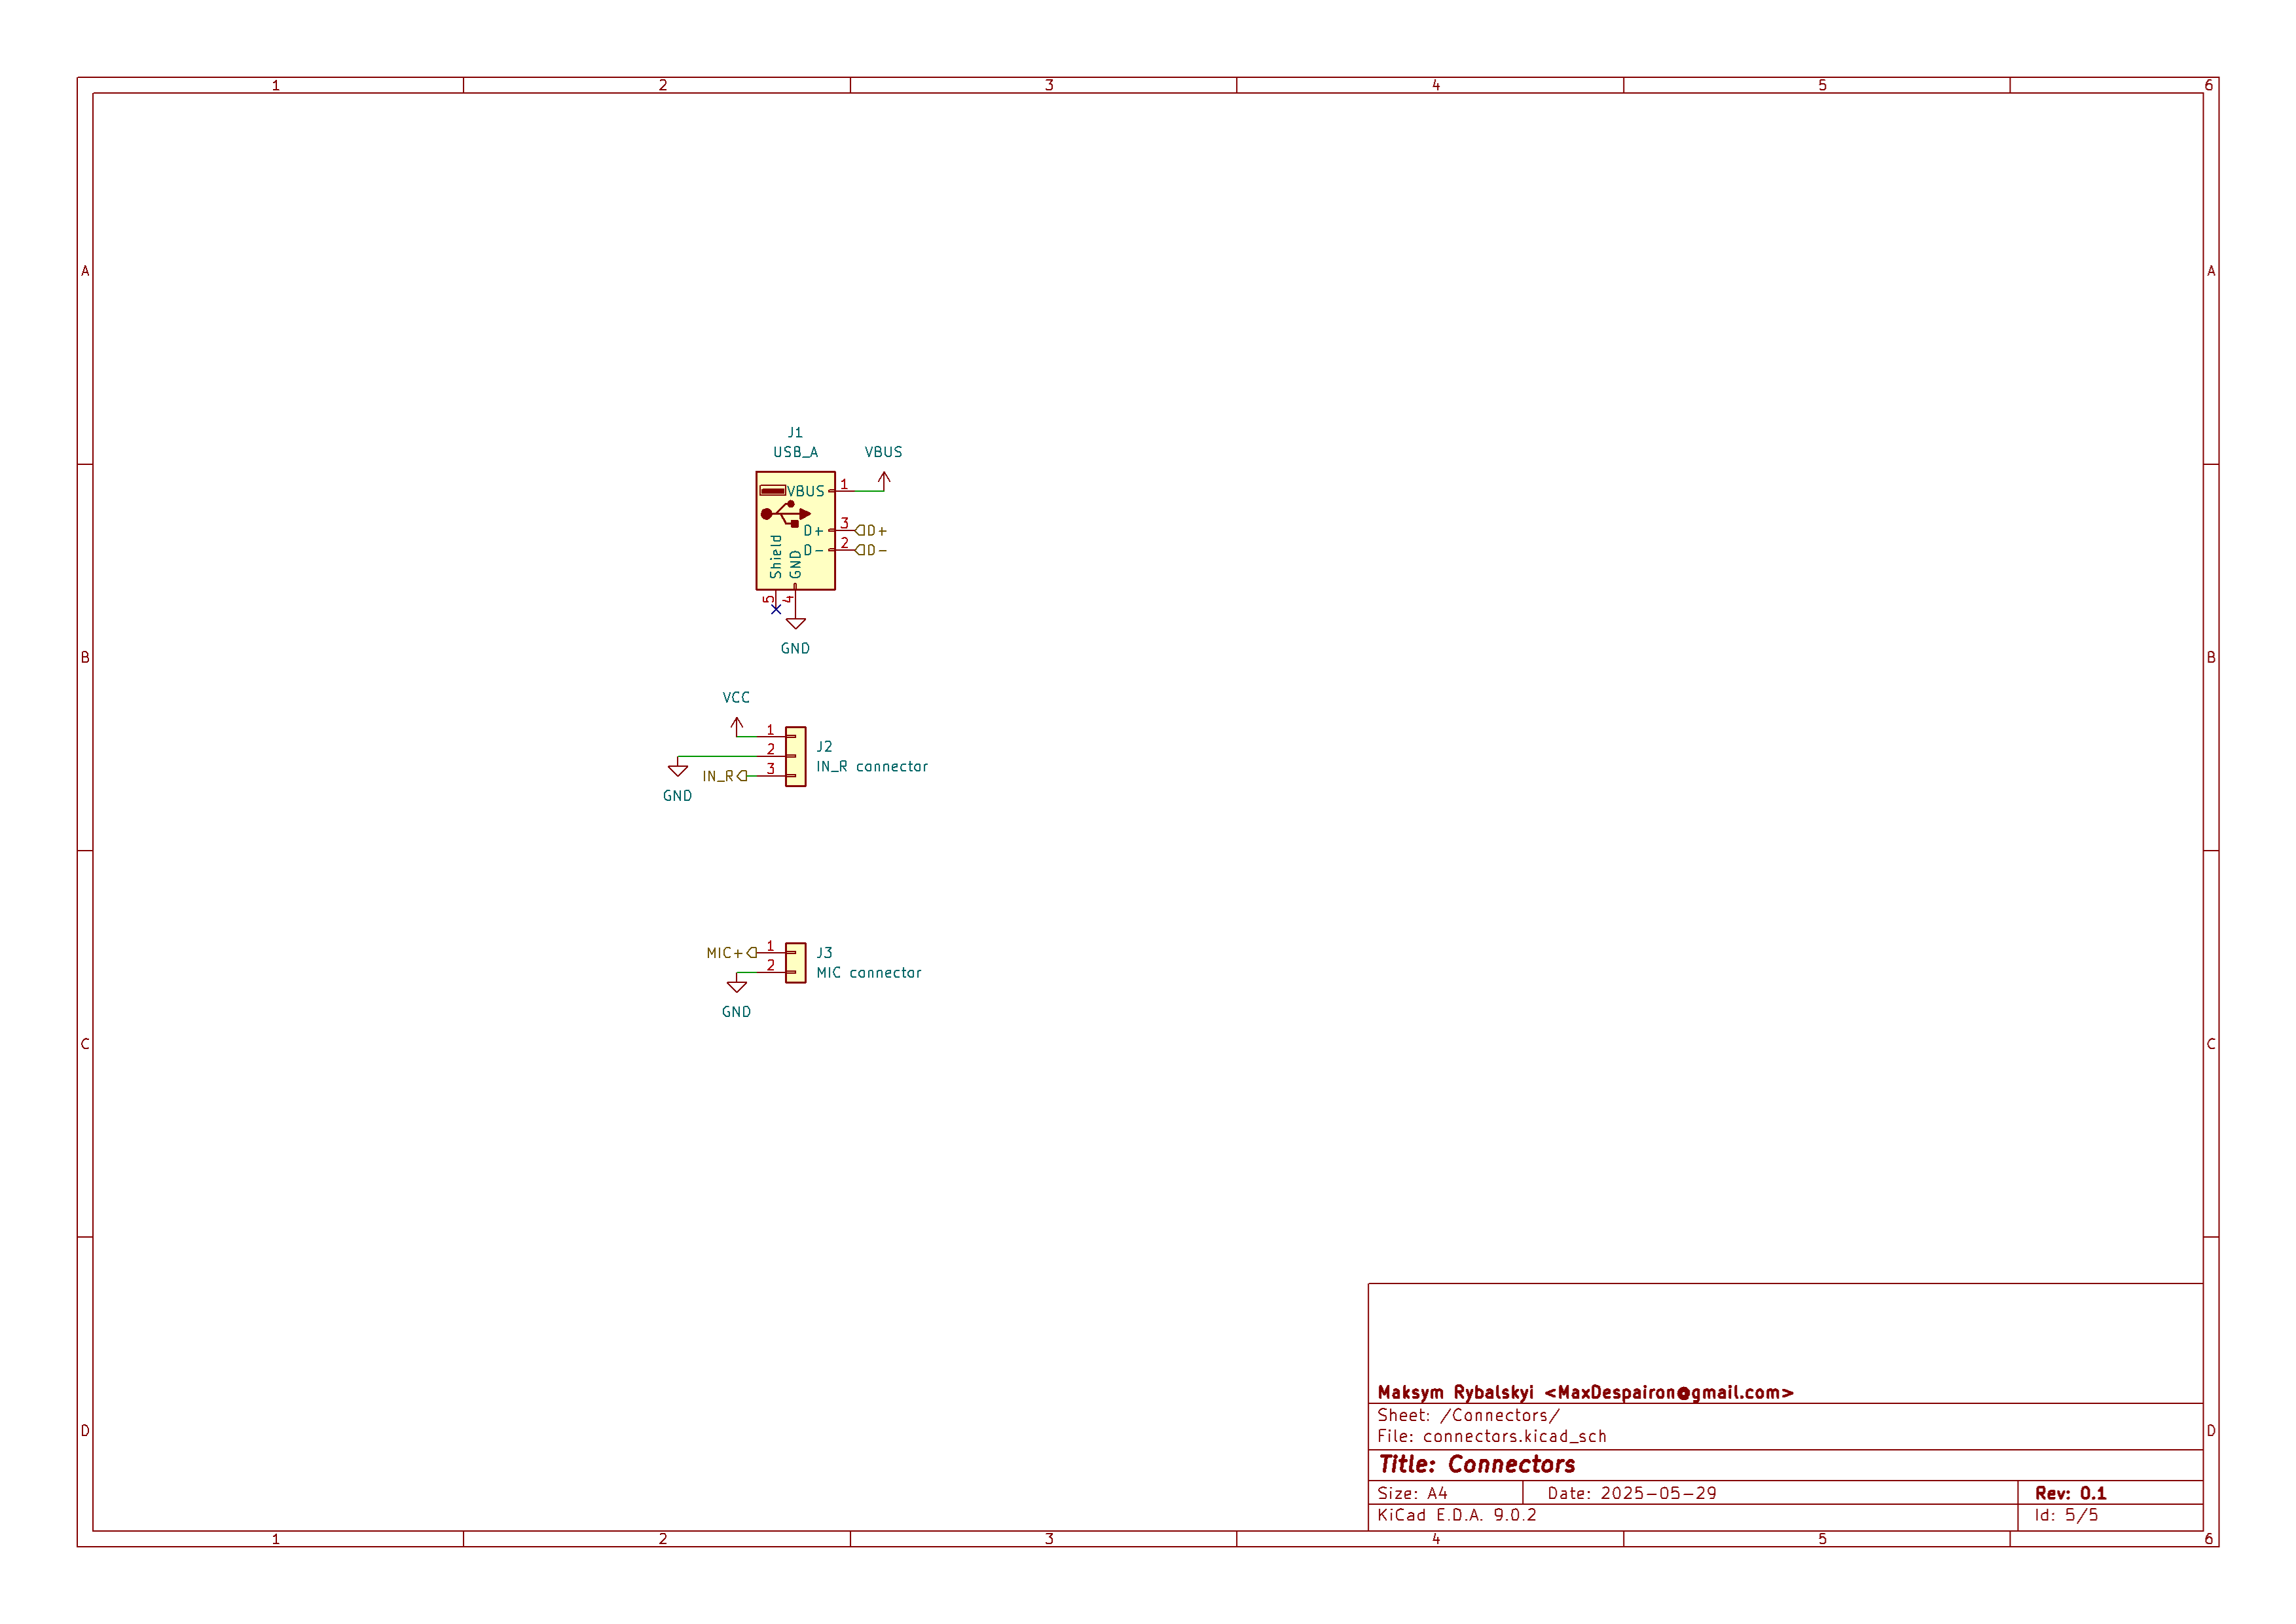 1 2 3 4 5 6
A A
J1
USB_A VBUS
VBUS 1
D+ 3 D+
D- 2 D-
Shield GND
5 4
GND
B B
VCC
1
2
3
J2
IN_R connector
IN_R
GND
MIC+ 1 J3
2 MIC connector
GND
C C
Maksym Rybalskyi <MaxDespairon@gmail.com>
Sheet: /Connectors/
File: connectors.kicad_sch
D D
Title: Connectors
Size: A4 Date: 2025-05-29 Rev: 0.1
KiCad E.D.A. 9.0.2 Id: 5/5
1 2 3 4 5 6